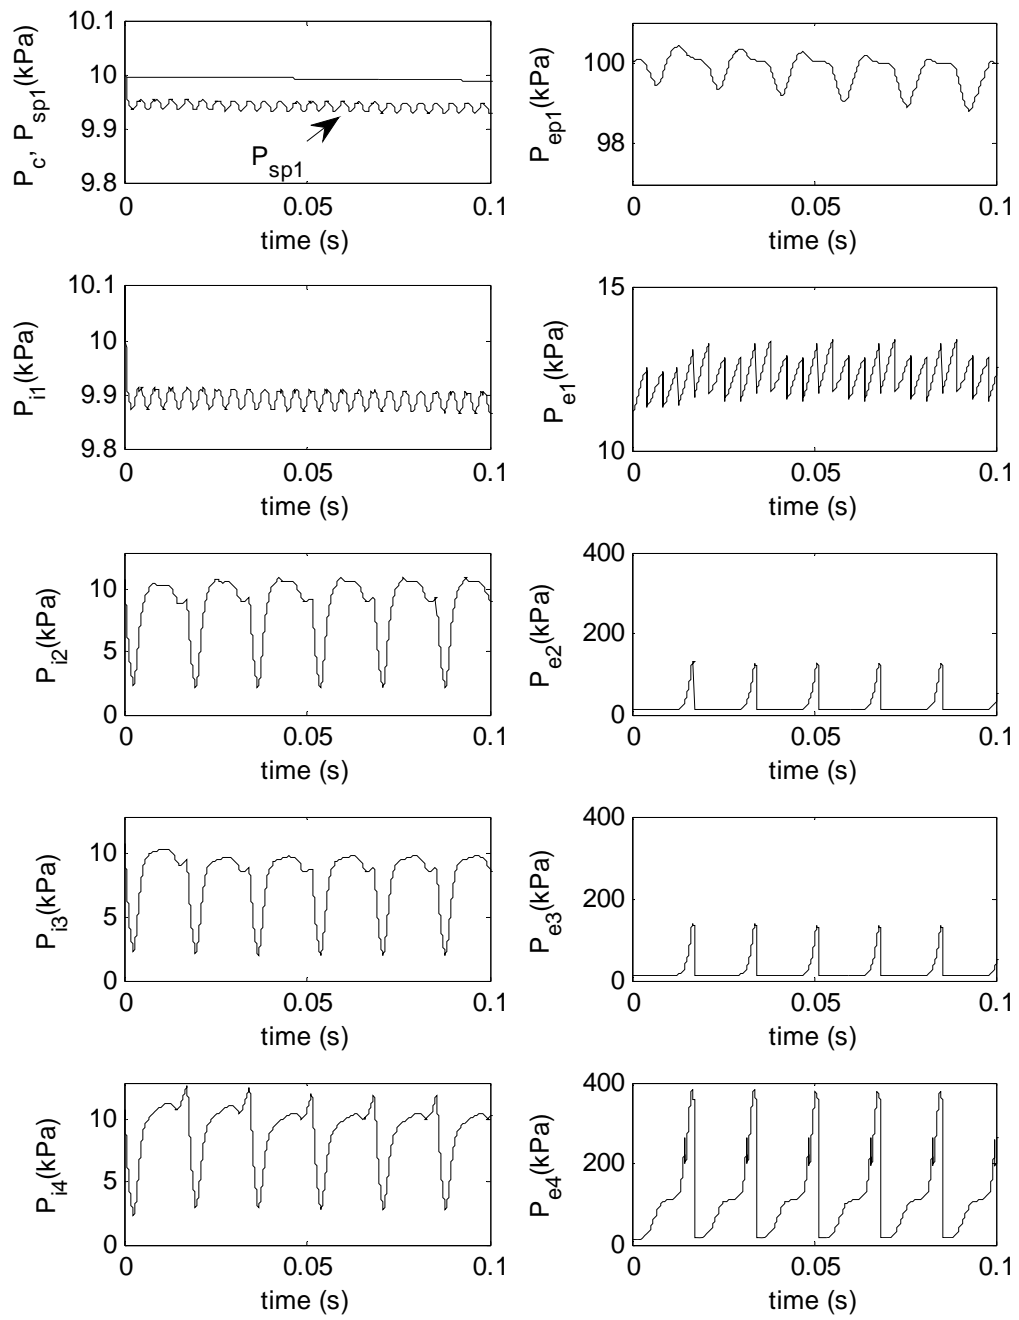 10.1
10
9.9
9.8
P_c, P_sp1(kPa)
P_sp1
0 0.05 0.1
time (s)
100
98
P_ep1(kPa)
0 0.05 0.1
time (s)
10.1
10
9.9
9.8
P_i1(kPa)
0 0.05 0.1
time (s)
15
10
P_e1(kPa)
0 0.05 0.1
time (s)
10
5
0
P_i2(kPa)
0 0.05 0.1
time (s)
400
200
0
P_e2(kPa)
0 0.05 0.1
time (s)
10
5
0
P_i3(kPa)
0 0.05 0.1
time (s)
400
200
0
P_e3(kPa)
0 0.05 0.1
time (s)
10
5
0
P_i4(kPa)
0 0.05 0.1
time (s)
400
200
0
P_e4(kPa)
0 0.05 0.1
time (s)